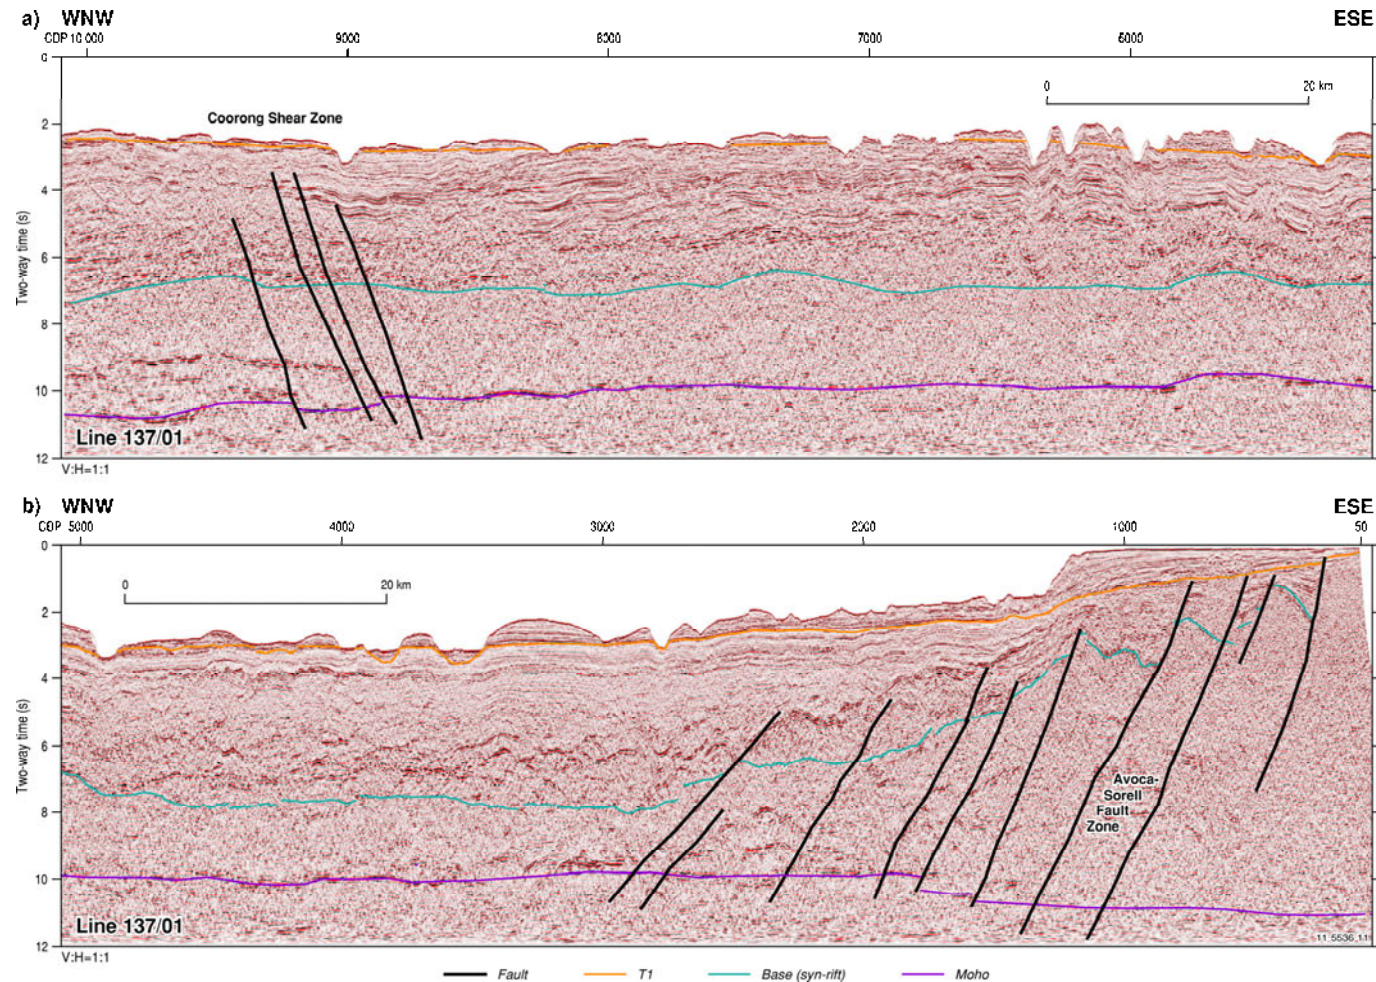 a) WNW ESE
CDP 10 000 9000 8000 7000 6000
0
0 20 km
2
Coorong Shear Zone
4
Two-way time (s)
6
8
10
Line 137/01
12
V:H=1:1
b) WNW ESE
CDP 5000 4000 3000 2000 1000 50
0
0 20 km
2
4
Two-way time (s)
6
Avoca-
Sorell
Fault
Zone
8
10
Line 137/01
11 5536 11
12
V:H=1:1
Fault T1 Base (syn-rift) Moho